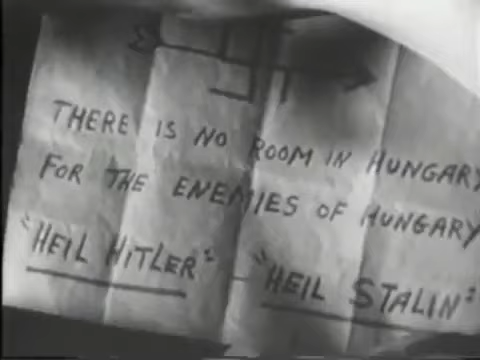 THERE IS NO ROOM IN HUNGARY
FOR THE ENEMIES OF HUNGARY
"HEIL HITLER" - "HEIL STALIN"